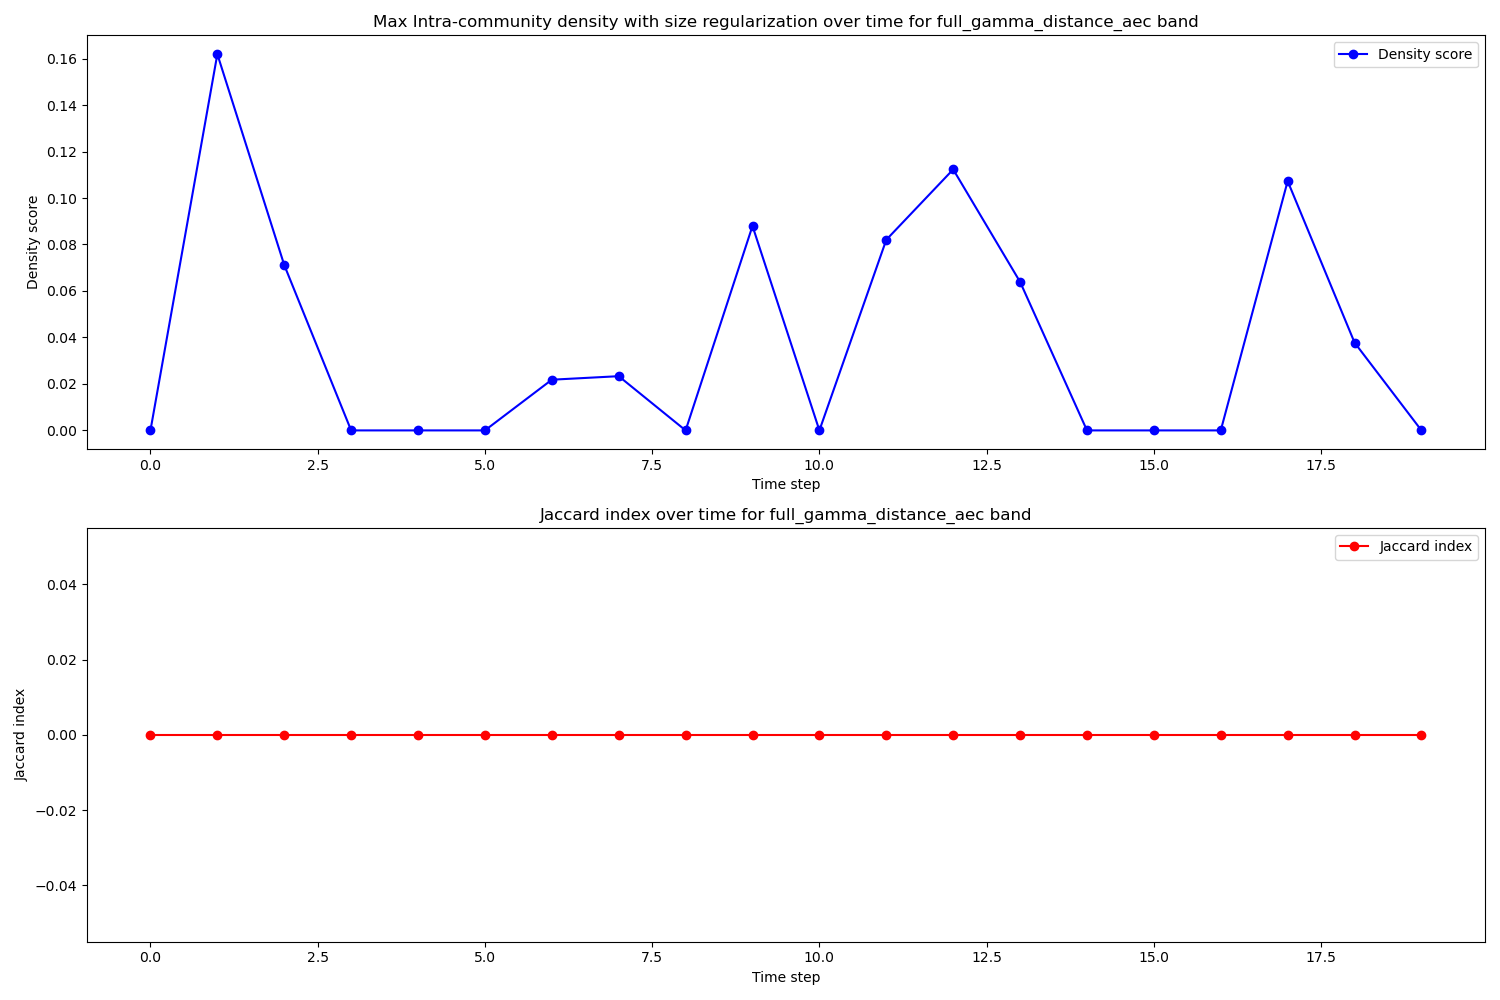 Max Intra-community density with size regularization over time for full_gamma_distance_aec band
Density score
0.16
0.14
0.12
0.10
0.08
0.06
0.04
0.02
0.00
Density score
0.0 2.5 5.0 7.5 10.0 12.5 15.0 17.5
Time step
Jaccard index over time for full_gamma_distance_aec band
Jaccard index
0.04
0.02
0.00
−0.02
−0.04
Jaccard index
0.0 2.5 5.0 7.5 10.0 12.5 15.0 17.5
Time step